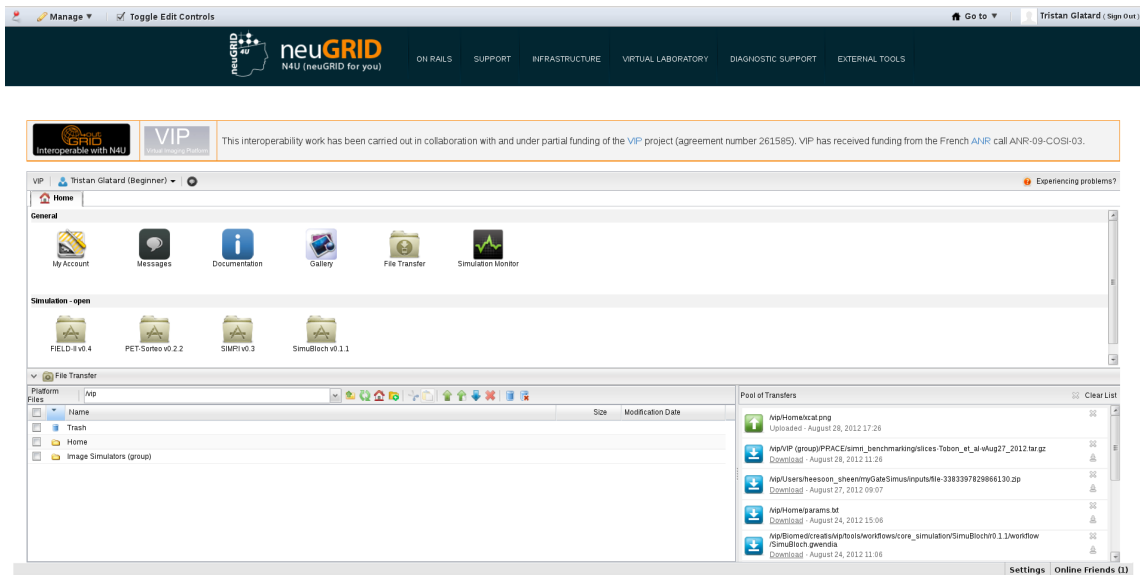 Manage ▼ Toggle Edit Controls Go to ▼ Tristan Glatard (Sign Out)
neuGRID 4U
neuGRID
N4U (neuGRID for you)
ON RAILS SUPPORT INFRASTRUCTURE VIRTUAL LABORATORY DIAGNOSTIC SUPPORT EXTERNAL TOOLS
outGRID
Interoperable with N4U
VIP
Virtual Imaging Platform
This interoperability work has been carried out in collaboration with and under partial funding of the VIP project (agreement number 261585). VIP has received funding from the French ANR call ANR-09-COSI-03.
VIP Tristan Glatard (Beginner) Experiencing problems?
Home
General
My Account Messages Documentation Gallery File Transfer Simulation Monitor
Simulation - open
FIELD-II v0.4 PET-Sorteo v0.2.2 SIMRI v0.3 SimuBloch v0.1.1
File Transfer
Platform Files /vip
Name Size Modification Date
Trash
Home
Image Simulators (group)
Pool of Transfers Clear List
/vip/Home/xcat.png
Uploaded - August 28, 2012 17:26
/vip/VIP (group)/PRACE/simri_benchmarking/slices-Tobon_et_al-vAug27_2012.tar.gz
Download - August 28, 2012 11:26
/vip/Users/heesoon_sheen/myGateSimus/inputs/file-3383397829866130.zip
Download - August 27, 2012 09:07
/vip/Home/params.txt
Download - August 24, 2012 15:06
/vip/Biomed/creatis/vip/tools/workflows/core_simulation/SimuBloch/r0.1.1/workflow
/SimuBloch.gwendia
Download - August 24, 2012 11:06
Settings Online Friends (1)